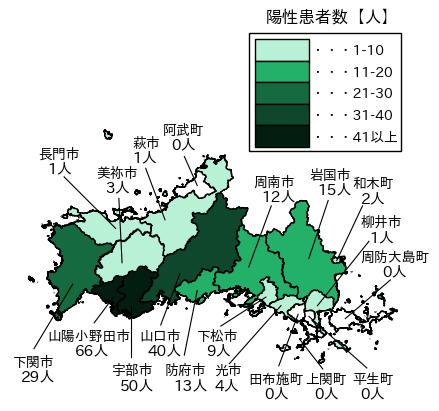 陽性患者数【人】
・・・1-10
・・・11-20
・・・21-30
・・・31-40
・・・41以上
阿武町
0人
萩市
1人
長門市
1人
美祢市
3人
周南市
12人
岩国市
15人
和木町
2人
柳井市
1人
周防大島町
0人
山陽小野田市
66人
山口市
40人
下松市
9人
下関市
29人
宇部市
50人
防府市
13人
光市
4人
田布施町
0人
上関町
0人
平生町
0人